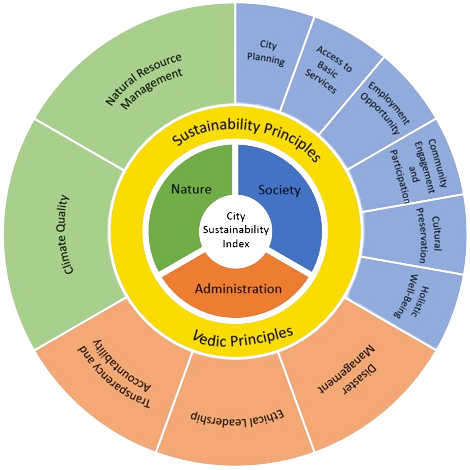 City
Planning
Access to
Basic
Services
Employment
Opportunity
Community
Engagement
and
Participation
Cultural
Preservation
Holistic
Well-Being
Disaster
Management
Ethical Leadership
Transparency and
Accountability
Climate Quality
Natural Resource
Management
Sustainability Principles
Vedic Principles
Nature
Society
Administration
City
Sustainability
Index